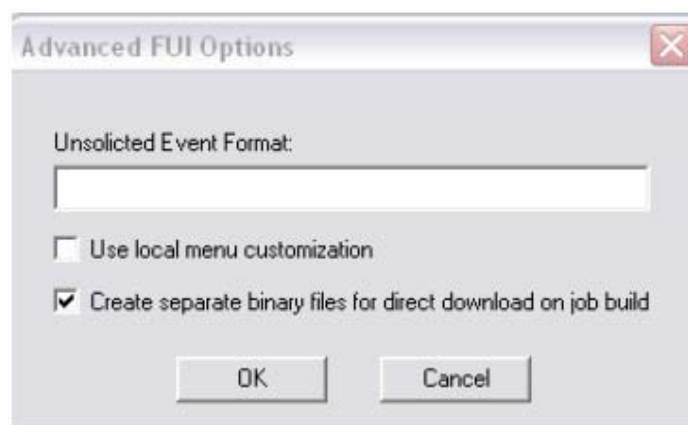 Advanced FUI Options
Unsolicted Event Format:
Use local menu customization
Create separate binary files for direct download on job build
OK
Cancel